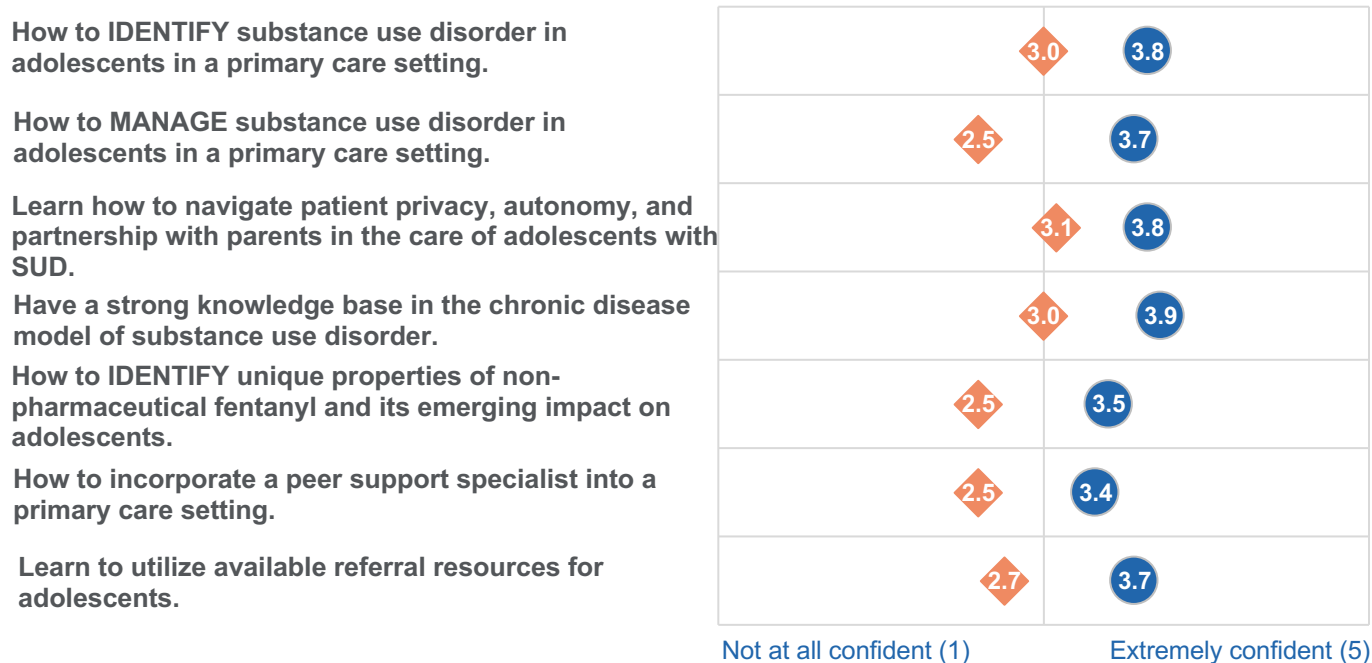 How to IDENTIFY substance use disorder in
adolescents in a primary care setting.
3.0
3.8
How to MANAGE substance use disorder in
adolescents in a primary care setting.
2.5
3.7
Learn how to navigate patient privacy, autonomy, and
partnership with parents in the care of adolescents with
SUD.
3.1
3.8
Have a strong knowledge base in the chronic disease
model of substance use disorder.
3.0
3.9
How to IDENTIFY unique properties of non-
pharmaceutical fentanyl and its emerging impact on
adolescents.
2.5
3.5
How to incorporate a peer support specialist into a
primary care setting.
2.5
3.4
Learn to utilize available referral resources for
adolescents.
2.7
3.7
Not at all confident (1)
Extremely confident (5)